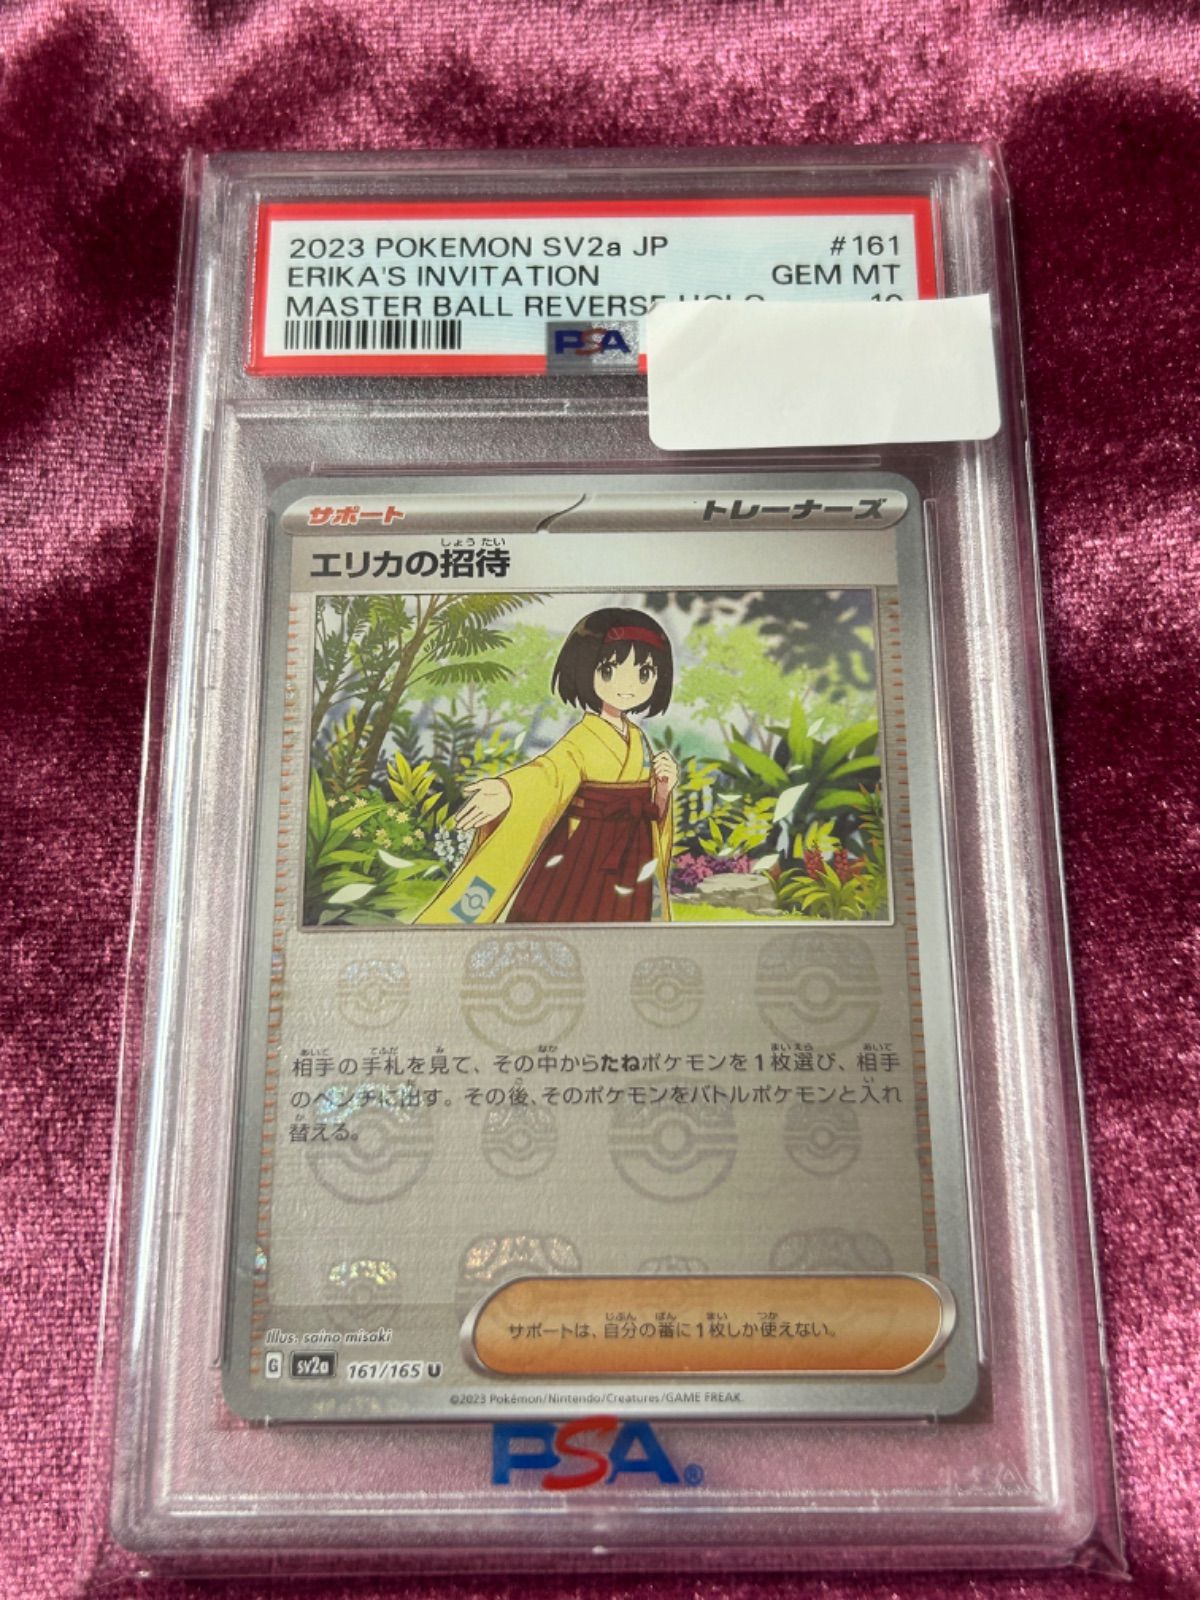 2023 POKEMON SV2a JP #161
ERIKA'S INVITATION GEM MT
MASTER BALL REVERSE HOLO 10
PSA
サポート トレーナーズ
しょうたい
エリカの招待
あいて てふだ み なか まいえら あいて
相手の手札を見て、その中からたねポケモンを1枚選び、相手
だ ご い
のベンチに出す。その後、そのポケモンをバトルポケモンと入れ
か
替える。
じぶん ばん まい つか
サポートは、自分の番に1枚しか使えない。
Illus. saino misaki
G sv2a 161/165 U
©2023 Pokémon/Nintendo/Creatures/GAME FREAK.
PSA®